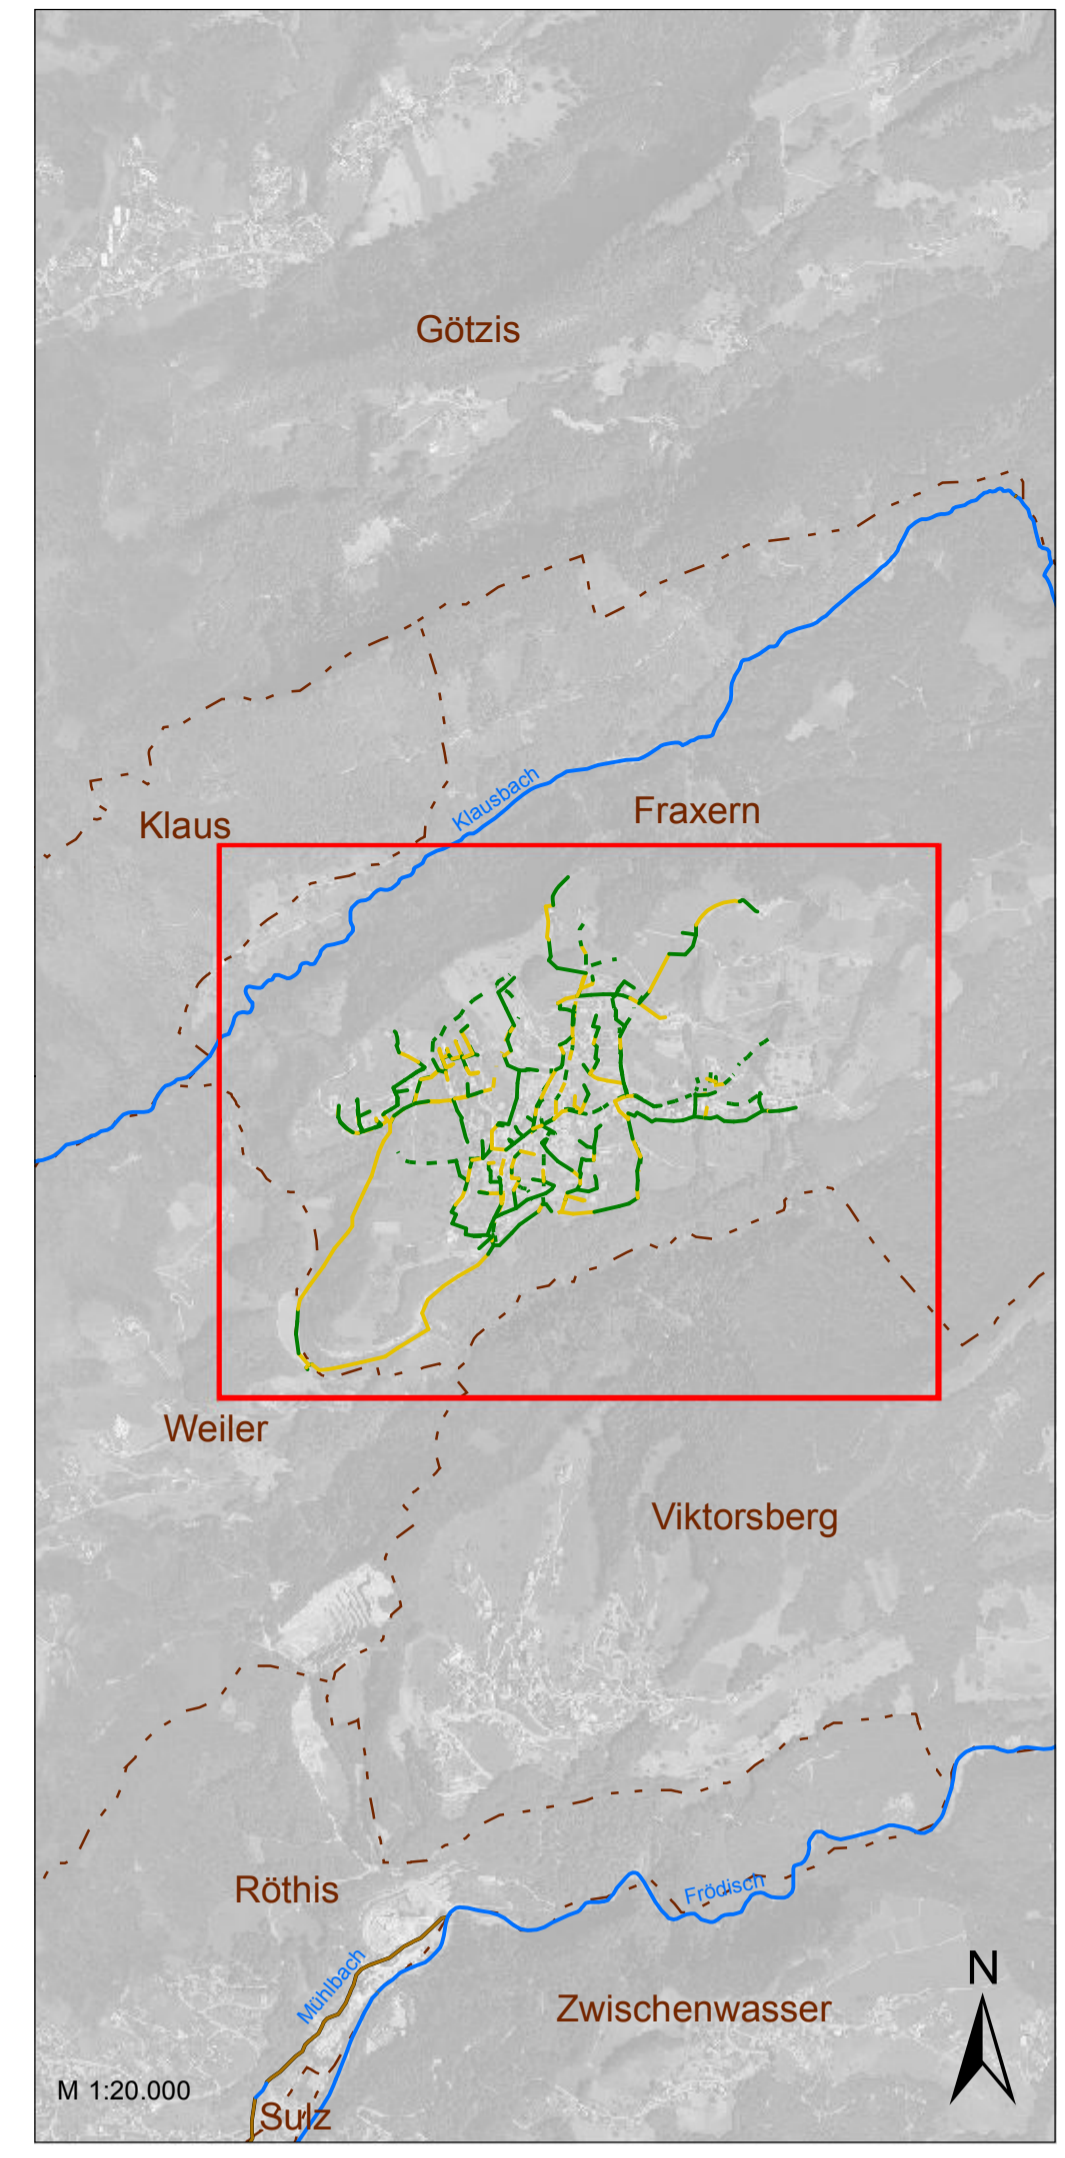 Götzis
Klausbach
Fraxern
Klaus
Weiler
Viktorsberg
Röthis
Frödisch
Mühlbach
N
Zwischenwasser
M 1:20.000
Sulz